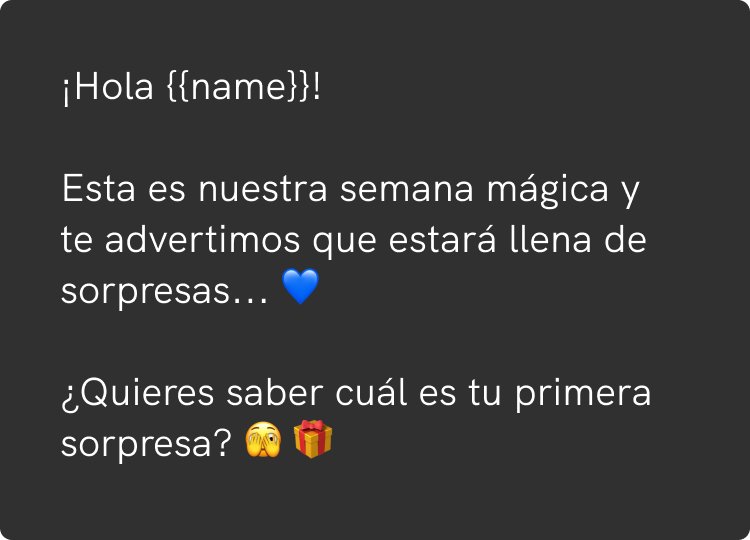 ¡Hola {{name}}!
Esta es nuestra semana mágica y
te advertimos que estará llena de
sorpresas... 💙
¿Quieres saber cuál es tu primera
sorpresa? 🫣 🎁